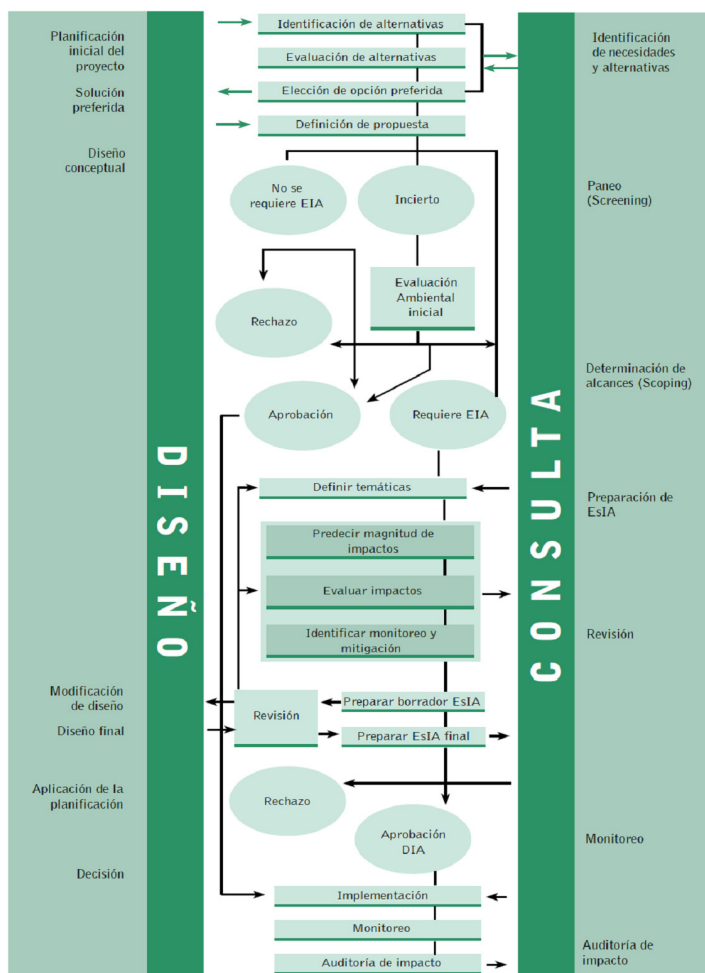 Planificación
inicial del
proyecto
Solución
preferida
Diseño
conceptual
Modificación
de diseño
Diseño final
Aplicación de la
planificación
Decisión
DISEÑO
Identificación de alternativas
Evaluación de alternativas
Elección de opción preferida
Definición de propuesta
No se
requiere EIA
Incierto
Evaluación
Ambiental
inicial
Rechazo
Aprobación
Requiere EIA
Definir temáticas
Predecir magnitud de
impactos
Evaluar impactos
Identificar monitoreo y
mitigación
Revisión
Preparar borrador EsIA
Preparar EsIA final
Rechazo
Aprobación
DIA
Implementación
Monitoreo
Auditoría de impacto
CONSULTA
Identificación
de necesidades
y alternativas
Paneo
(Screening)
Determinación de
alcances (Scoping)
Preparación de
EsIA
Revisión
Monitoreo
Auditoría de
impacto